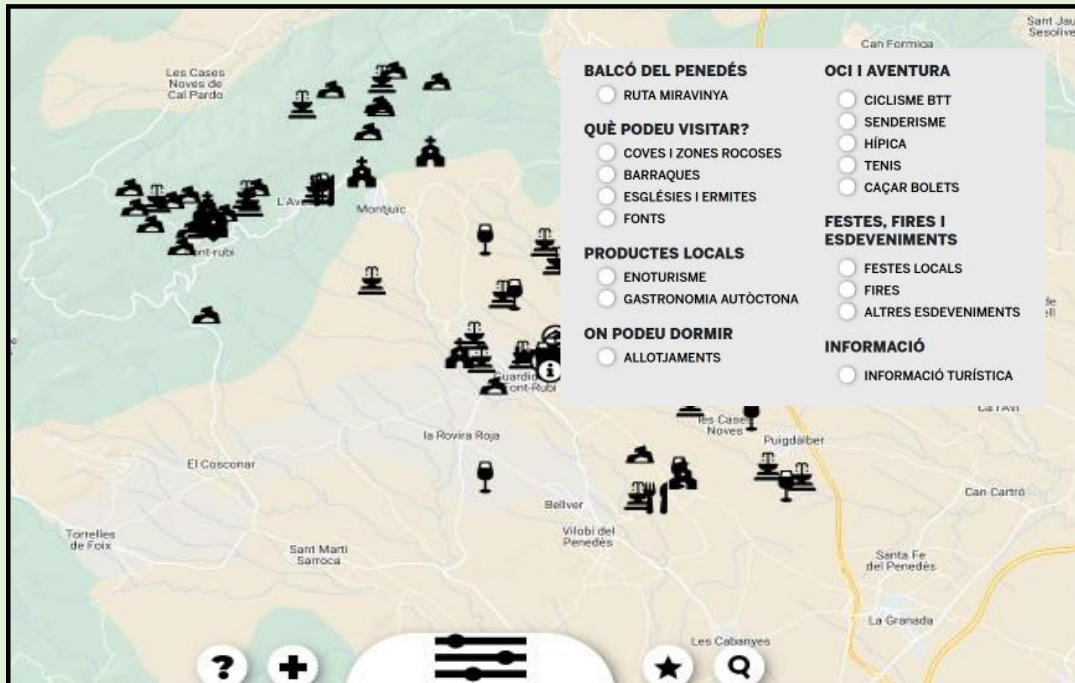 Sant Jau
Sesolive
Can Formiga
Les Cases
Noves de
Cal Pardo
BALCÓ DEL PENEDÉS
RUTA MIRAVINYA
QUÈ PODEU VISITAR?
COVES I ZONES ROCOSES
BARRAQUES
ESGLÉSIES I ERMITES
FONTS
PRODUCTES LOCALS
ENOTURISME
GASTRONOMIA AUTÒCTONA
ON PODEU DORMIR
ALLOTJAMENTS
OCI I AVENTURA
CICLISME BTT
SENDERISME
HÍPICA
TENIS
CAÇAR BOLETS
FESTES, FIRES I
ESDEVENIMENTS
FESTES LOCALS
FIRES
ALTRES ESDEVENIMENTS
INFORMACIÓ
INFORMACIÓ TURÍSTICA
L'Ave
Montjuïc
ont-rubí
Guardio
Font-Rubí
les Cases
Noves
Ca l'Avi
Puigdàlber
la Rovira Roja
El Cosconar
Bellver
Can Cartró
Torrelles
de Foix
Sant Martí
Sarroca
Vilobí del
Penedès
Santa Fe
del Penedès
La Granada
Les Cabanyes